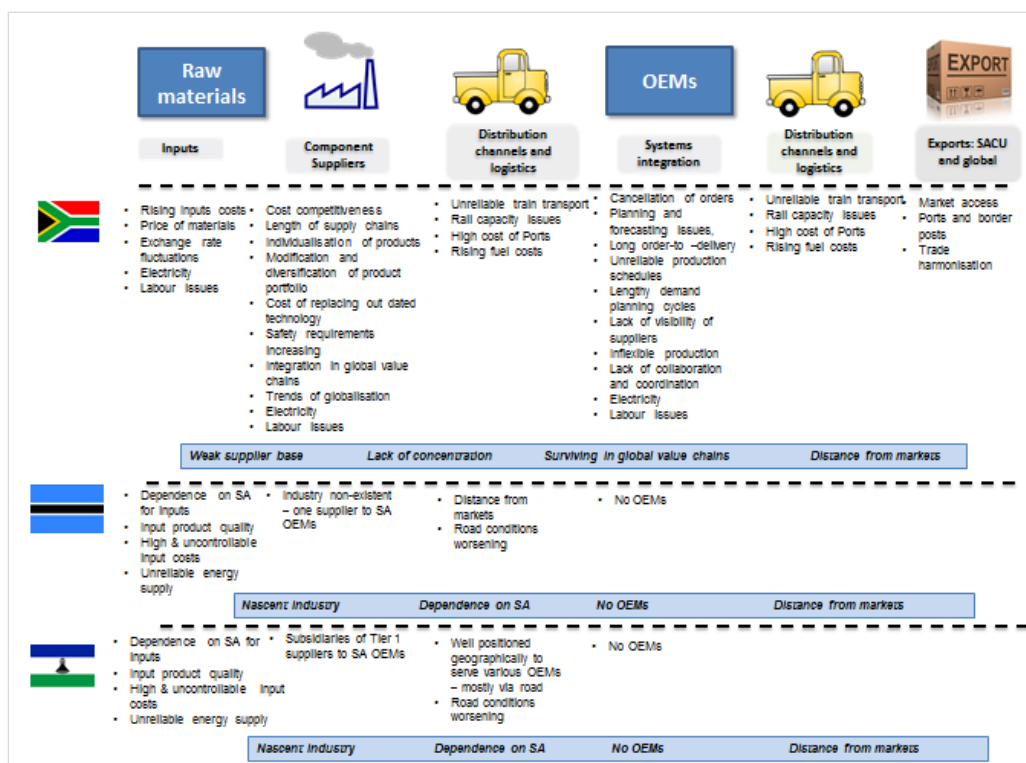 Raw
materials
OEMs
EXPORT
Inputs
Component
Suppliers
Distribution
channels and
logistics
Systems
integration
Distribution
channels and
logistics
Exports: SACU
and global
• Rising inputs costs
• Price of materials
• Exchange rate
fluctuations
• Electricity
• Labour issues
• Cost competitiveness
• Length of supply chains
• Individualisation of products
• Modification and
diversification of product
portfolio
• Cost of replacing out dated
technology
• Safety requirements
increasing
• Integration in global value
chains
• Trends of globalisation
• Electricity
• Labour issues
• Unreliable train transport
• Rail capacity issues
• High cost of Ports
• Rising fuel costs
• Cancellation of orders
• Planning and
forecasting issues,
• Long order-to –delivery
• Unreliable production
schedules
• Lengthy demand
planning cycles
• Lack of visibility of
suppliers
• Inflexible production
• Lack of collaboration
and coordination
• Electricity
• Labour issues
• Unreliable train transport
• Rail capacity issues
• High cost of Ports
• Rising fuel costs
• Market access
• Ports and border
posts
• Trade
harmonisation
Weak supplier base Lack of concentration Surviving in global value chains Distance from markets
• Dependence on SA
for inputs
• Input product quality
• High & uncontrollable
input costs
• Unreliable energy
supply
• Industry non-existent
– one supplier to SA
OEMs
• Distance from
markets
• Road conditions
worsening
• No OEMs
Nascent industry Dependence on SA No OEMs Distance from markets
• Dependence on SA for
inputs
• Input product quality
• High & uncontrollable input
costs
• Unreliable energy supply
• Subsidiaries of Tier 1
suppliers to SA OEMs
• Well positioned
geographically to
serve various OEMs
– mostly via road
• Road conditions
worsening
• No OEMs
Nascent industry Dependence on SA No OEMs Distance from markets